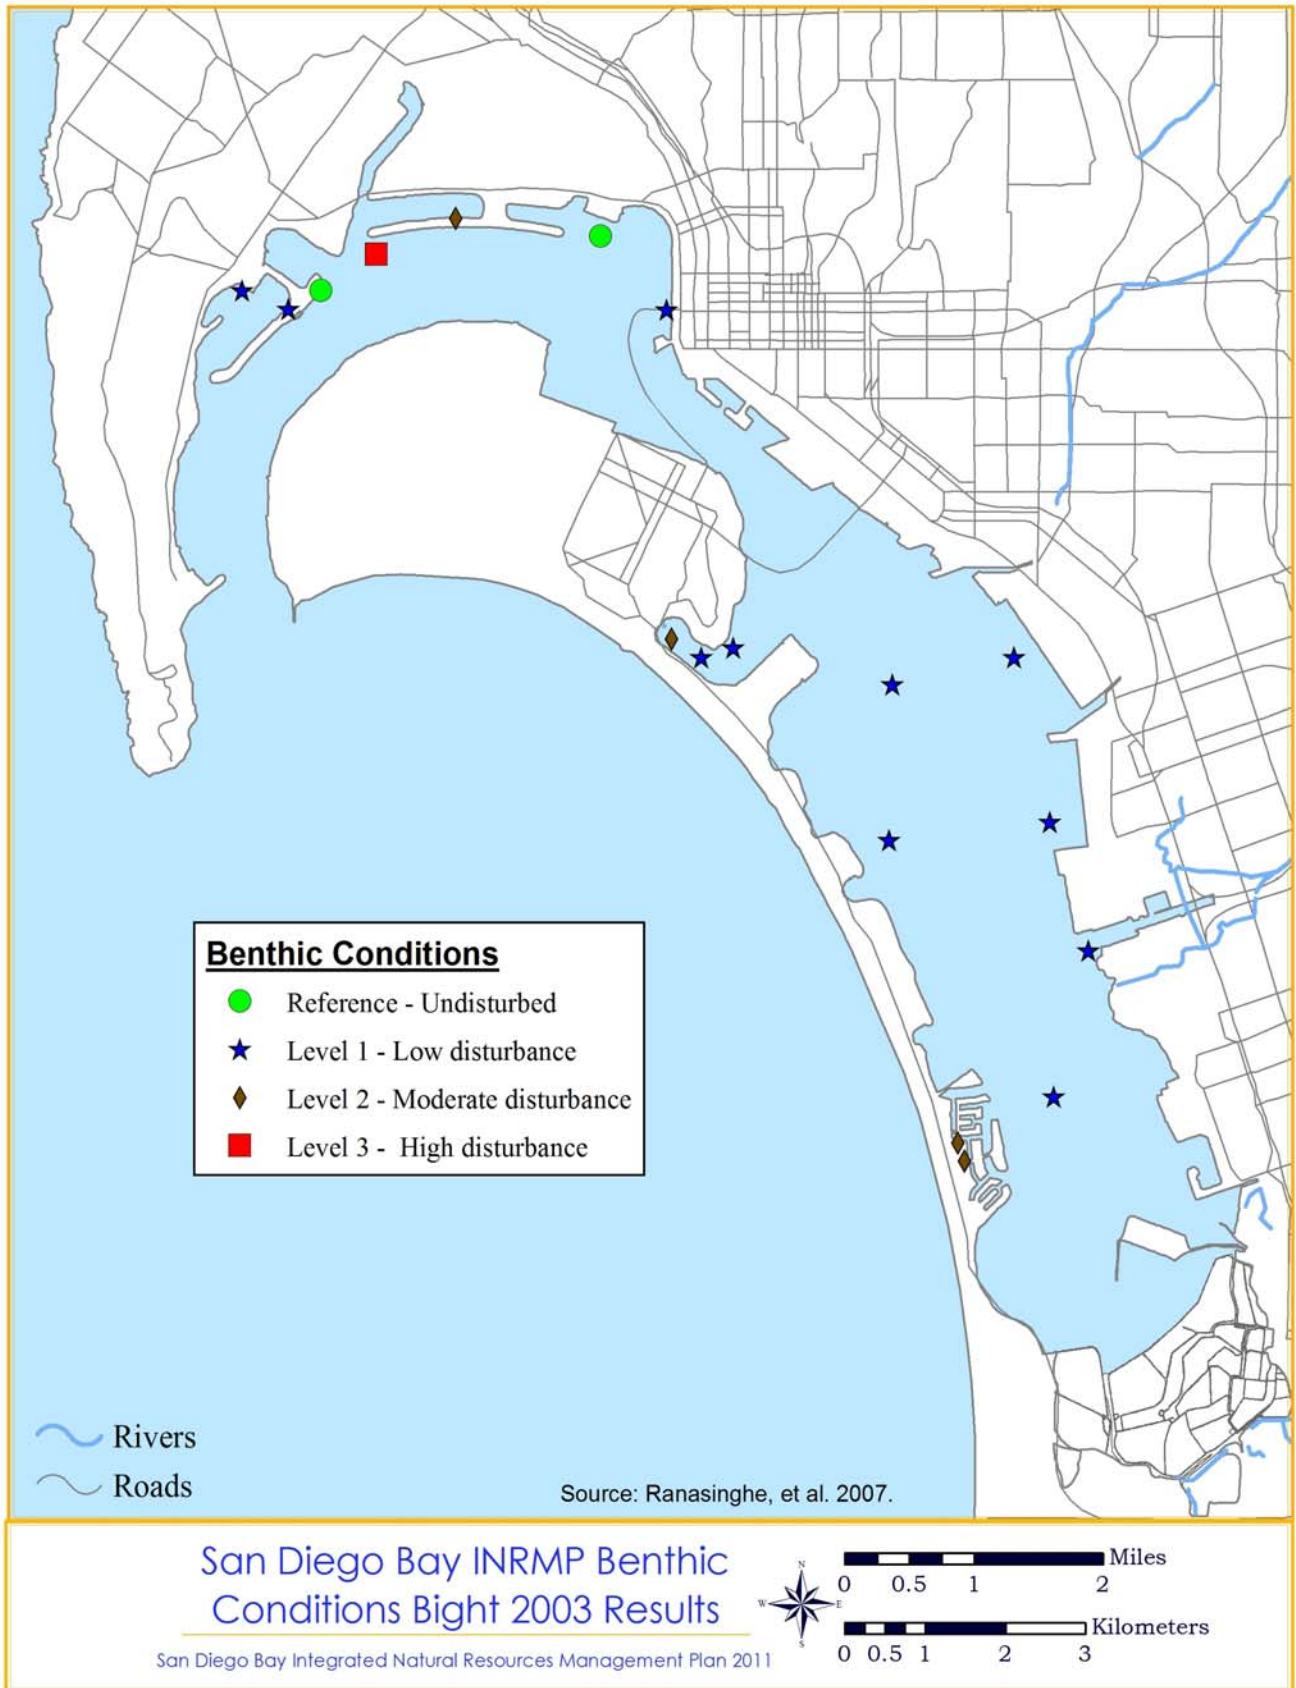 Benthic Conditions
Reference - Undisturbed
Level 1 - Low disturbance
Level 2 - Moderate disturbance
Level 3 - High disturbance
Rivers
Roads
Source: Ranasinghe, et al. 2007.
San Diego Bay INRMP Benthic
Conditions Bight 2003 Results
San Diego Bay Integrated Natural Resources Management Plan 2011
N
W E
S
Miles
0 0.5 1 2
Kilometers
0 0.5 1 2 3